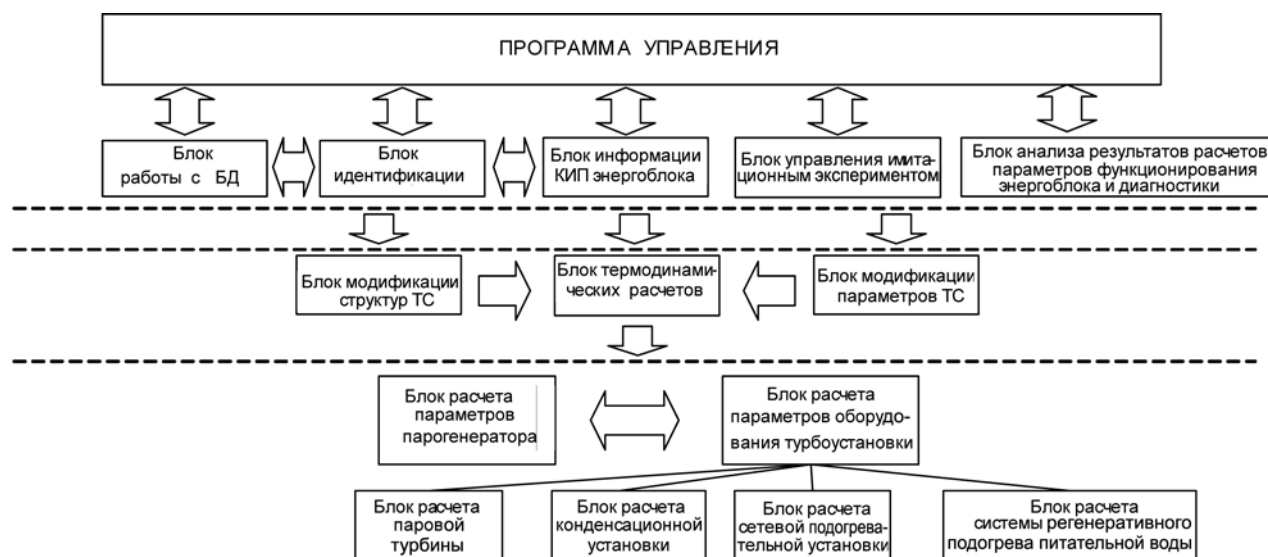 ПРОГРАММА УПРАВЛЕНИЯ
Блок
работы с БД
Блок
идентификации
Блок информации
КИП энергоблока
Блок управления имита-
ционным экспериментом
Блок анализа результатов расчетов
параметров функционирования
энергоблока и диагностики
Блок модификации
структур ТС
Блок термодинами-
ческих расчетов
Блок модификации
параметров ТС
Блок расчета
параметров
парогенератора
Блок расчета
параметров оборудо-
вания турбоустановки
Блок расчета
паровой
турбины
Блок расчета
конденсационной
установки
Блок расчета
сетевой подогрева-
тельной установки
Блок расчета
системы регенеративного
подогрева питательной воды